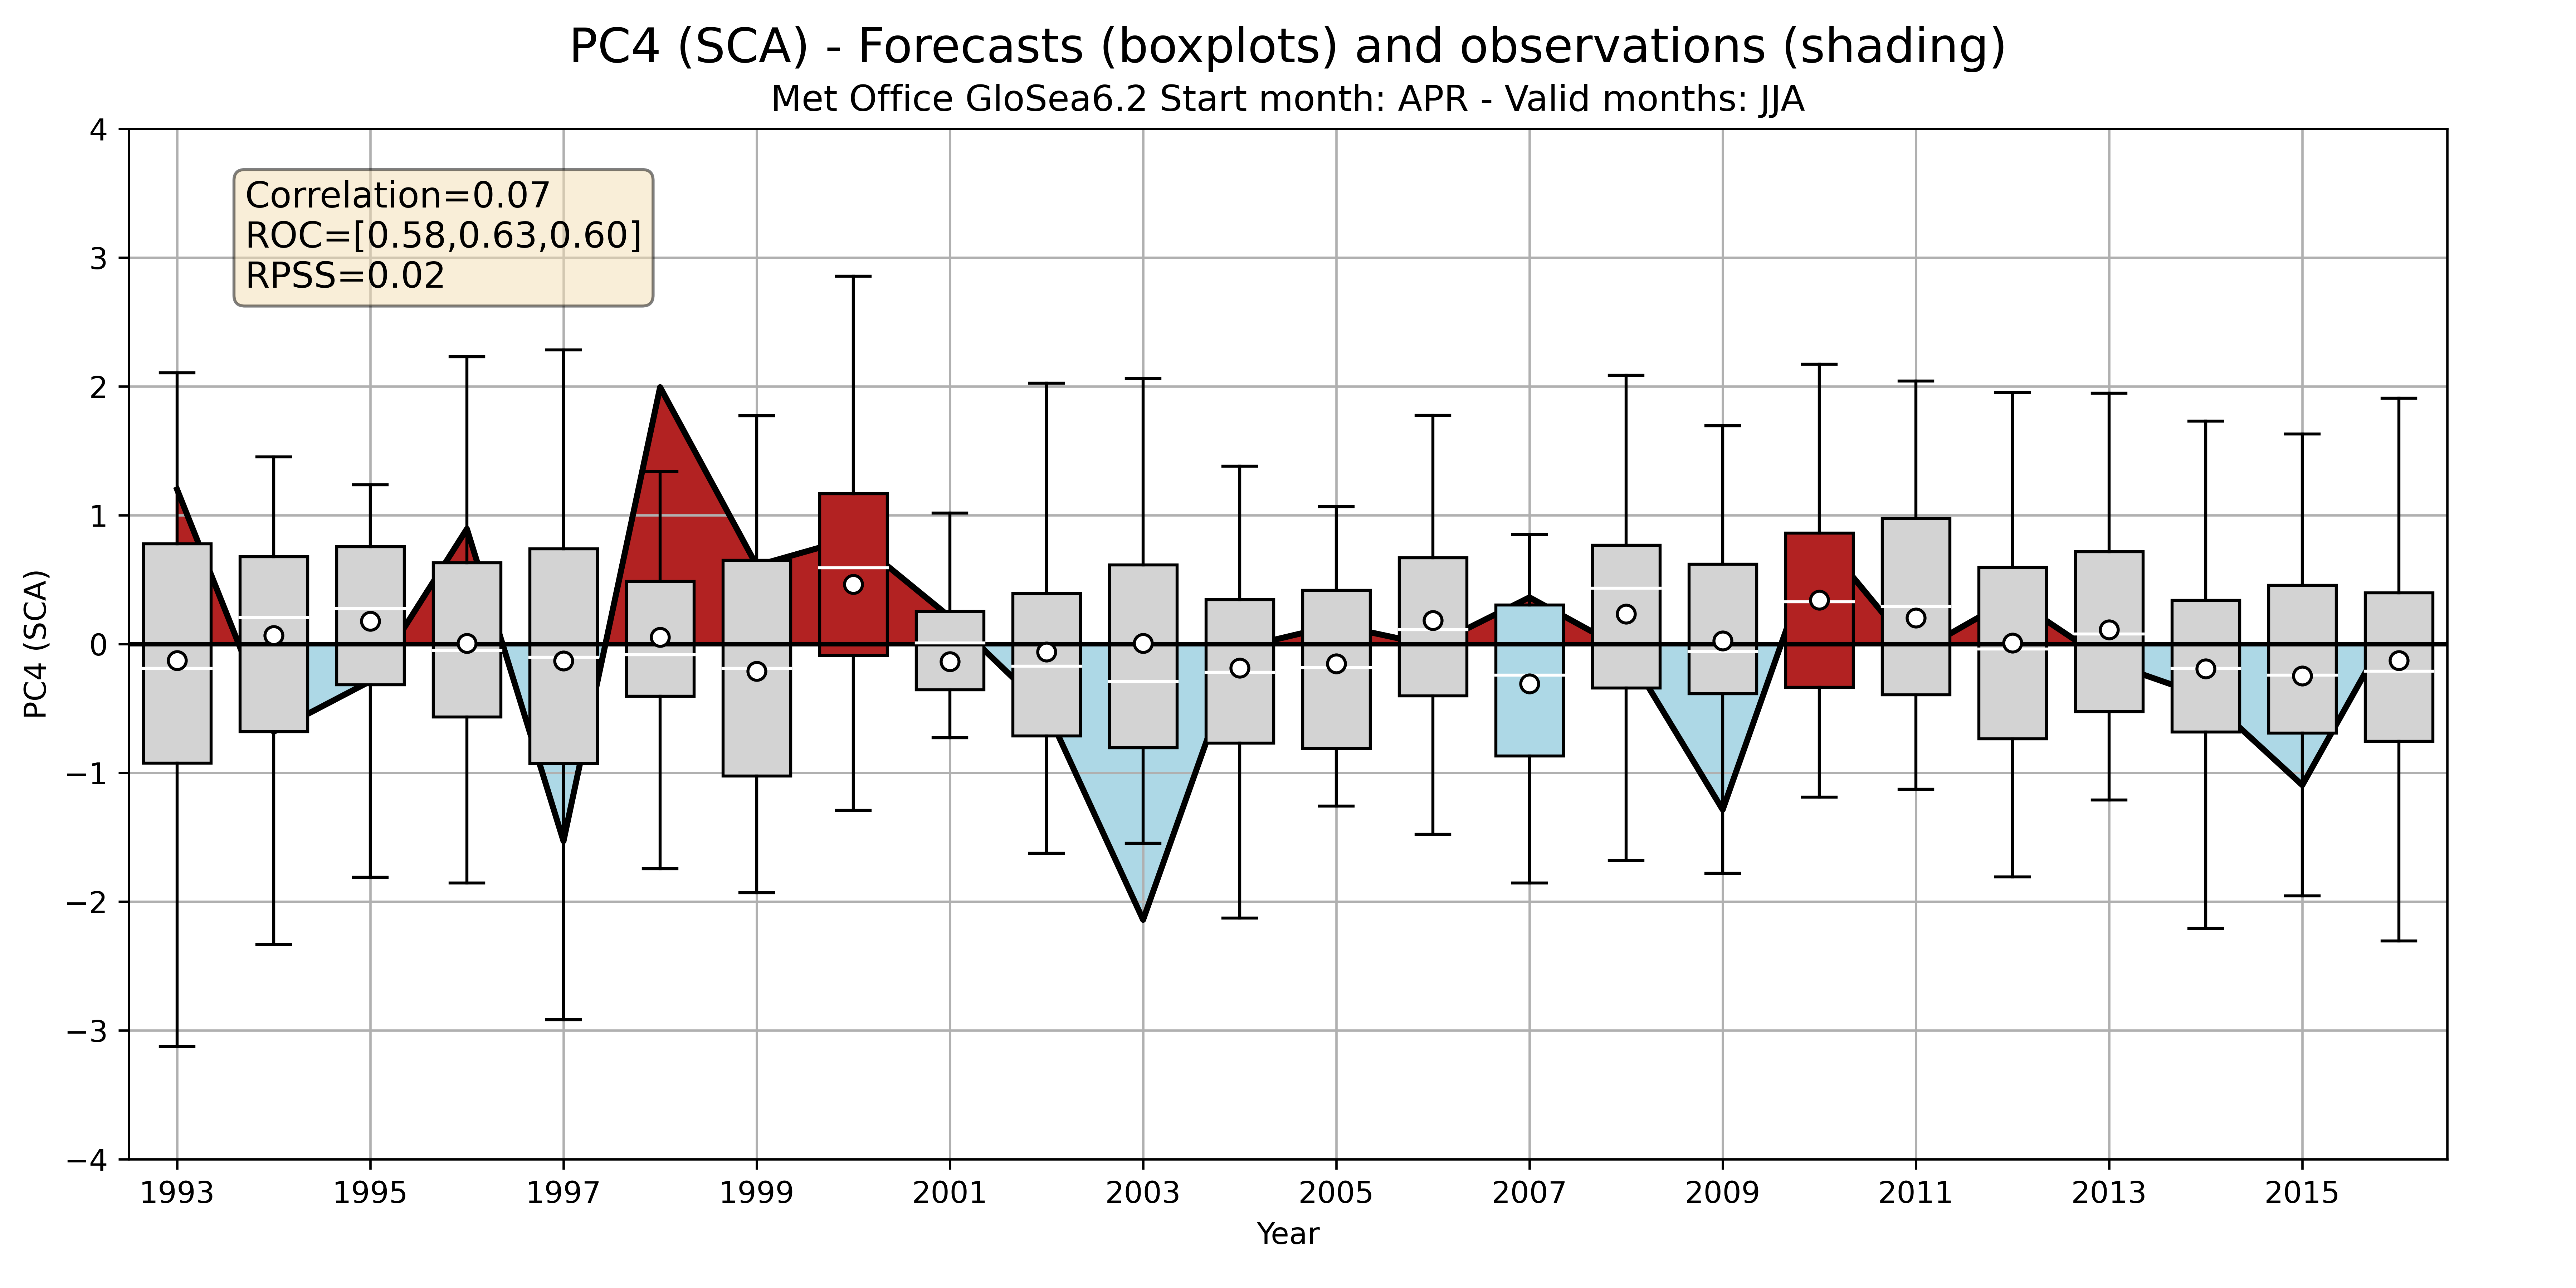 PC4 (SCA) - Forecasts (boxplots) and observations (shading)
Met Office GloSea6.2 Start month: APR - Valid months: JJA
Correlation=0.07
ROC=[0.58,0.63,0.60]
RPSS=0.02
4
3
2
1
0
−1
−2
−3
−4
PC4 (SCA)
1993 1995 1997 1999 2001 2003 2005 2007 2009 2011 2013 2015
Year